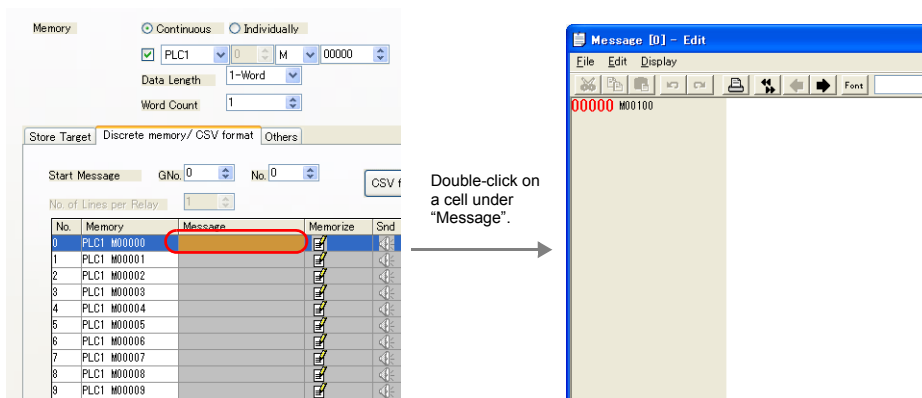 Memory Continuous Individually
PLC1 0 M 00000
Data Length 1-Word
Word Count 1
Store Target Discrete memory/ CSV format Others
Start Message GNo. 0 No. 0 CSV f
No. of Lines per Relay 1
No. Memory Message Memorize Snd
0 PLC1 M00000
1 PLC1 M00001
2 PLC1 M00002
3 PLC1 M00003
4 PLC1 M00004
5 PLC1 M00005
6 PLC1 M00006
7 PLC1 M00007
8 PLC1 M00008
9 PLC1 M00009
Double-click on
a cell under
“Message”.
Message [0] - Edit
File Edit Display
Font
00000 M00100